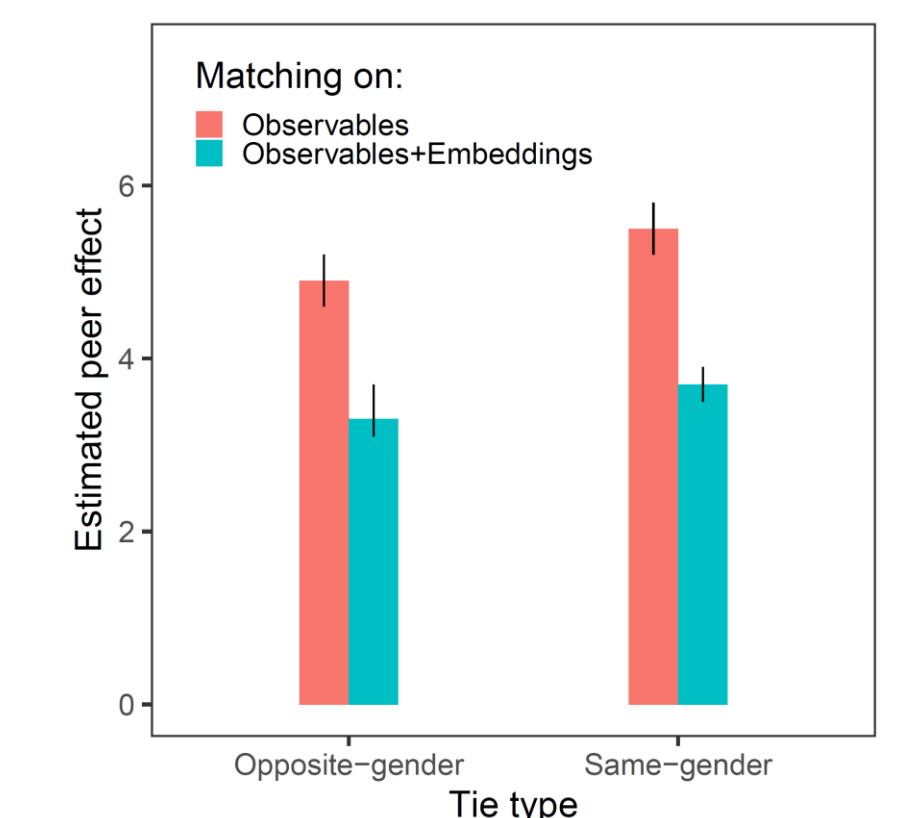 Matching on:
Observables
Observables+Embeddings
Estimated peer effect
6
4
2
0
Opposite−gender
Same−gender
Tie type